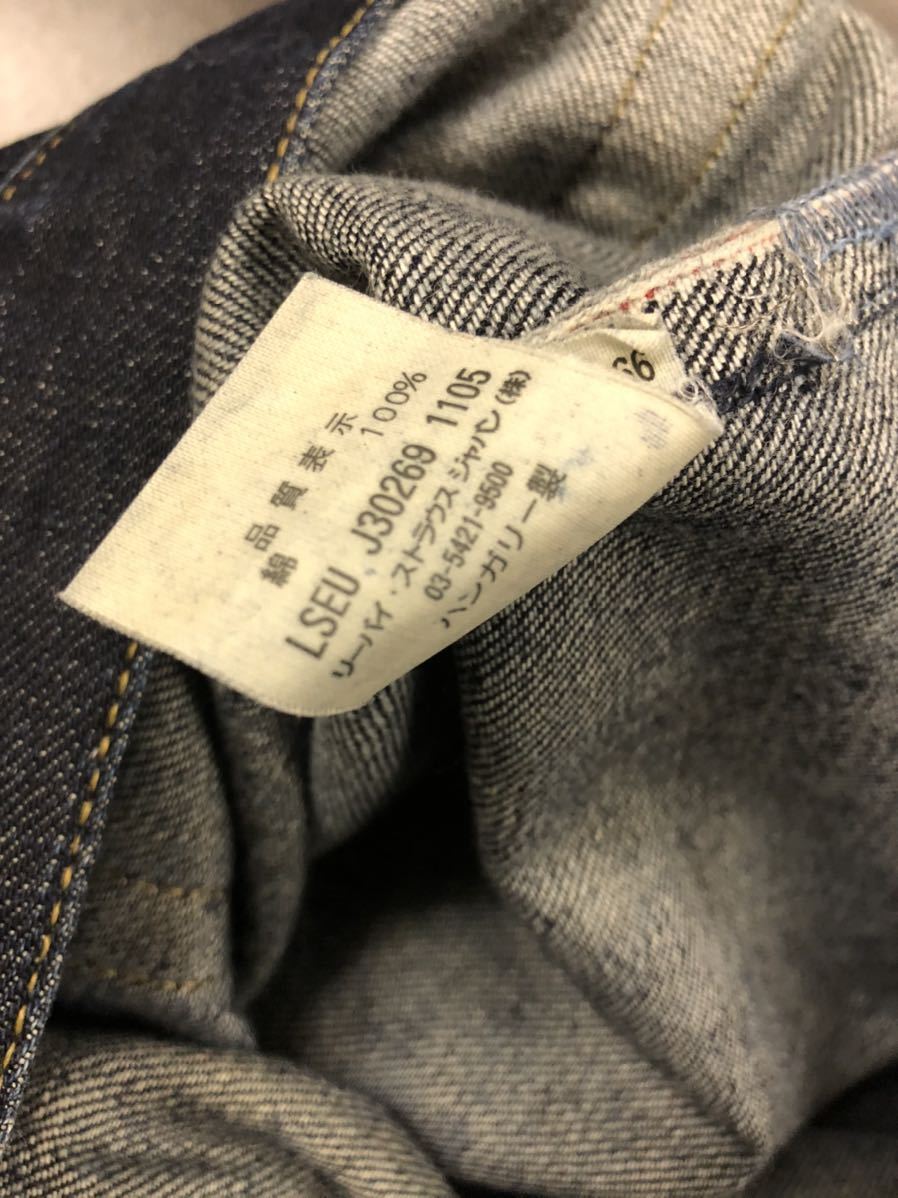 品質表示
綿 100%
LSEU J30269 1105
リーバイ・ストラウス ジャパン(株)
03-5421-9500
ハンガリー製
66